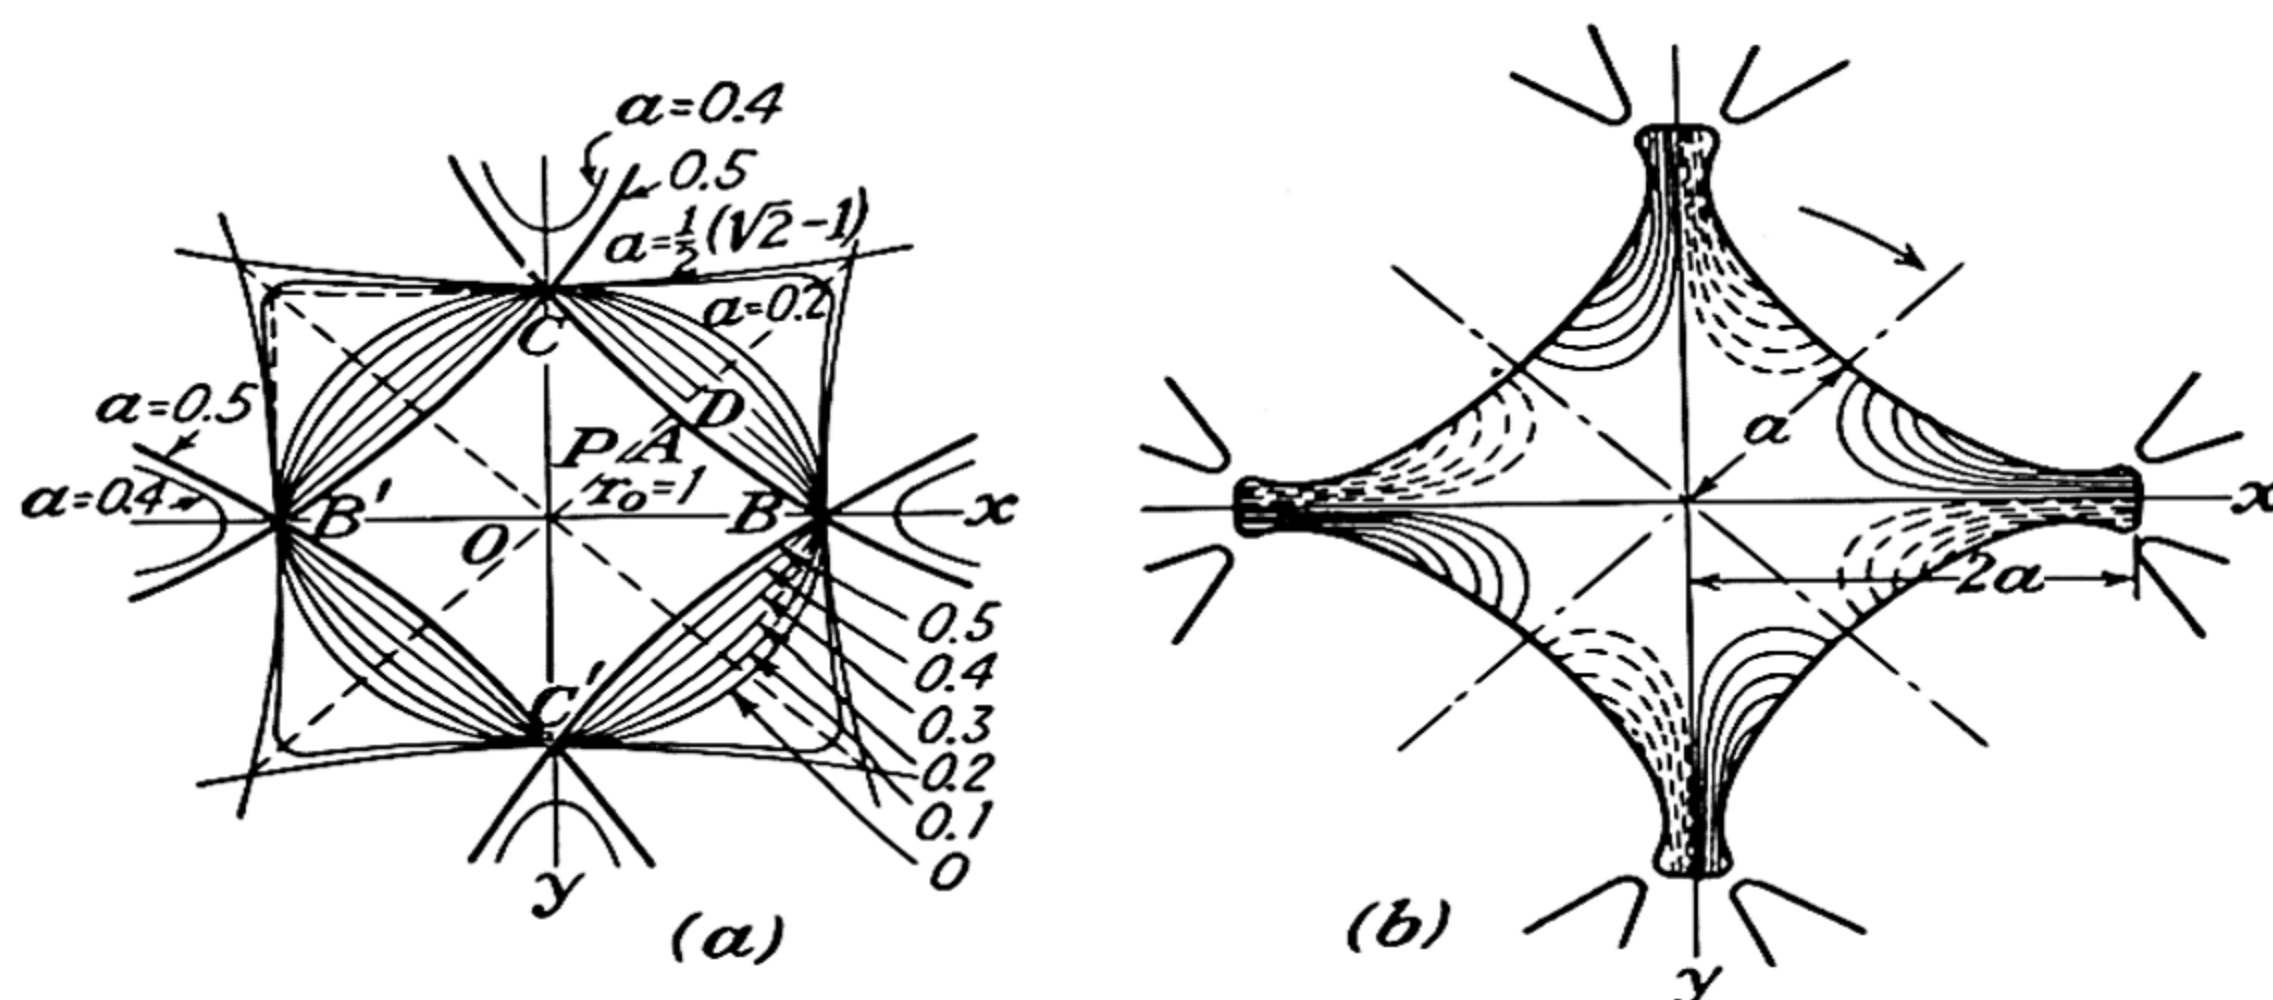 a=0.4
0.5
a=½(√2-1)
a=0.2
C
a=0.5
D
P A
a=0.4
r₀=1
B'
B
x
O
0.5
0.4
C'
0.3
0.2
0.1
0
y
(a)
a
x
2a
(b)
y